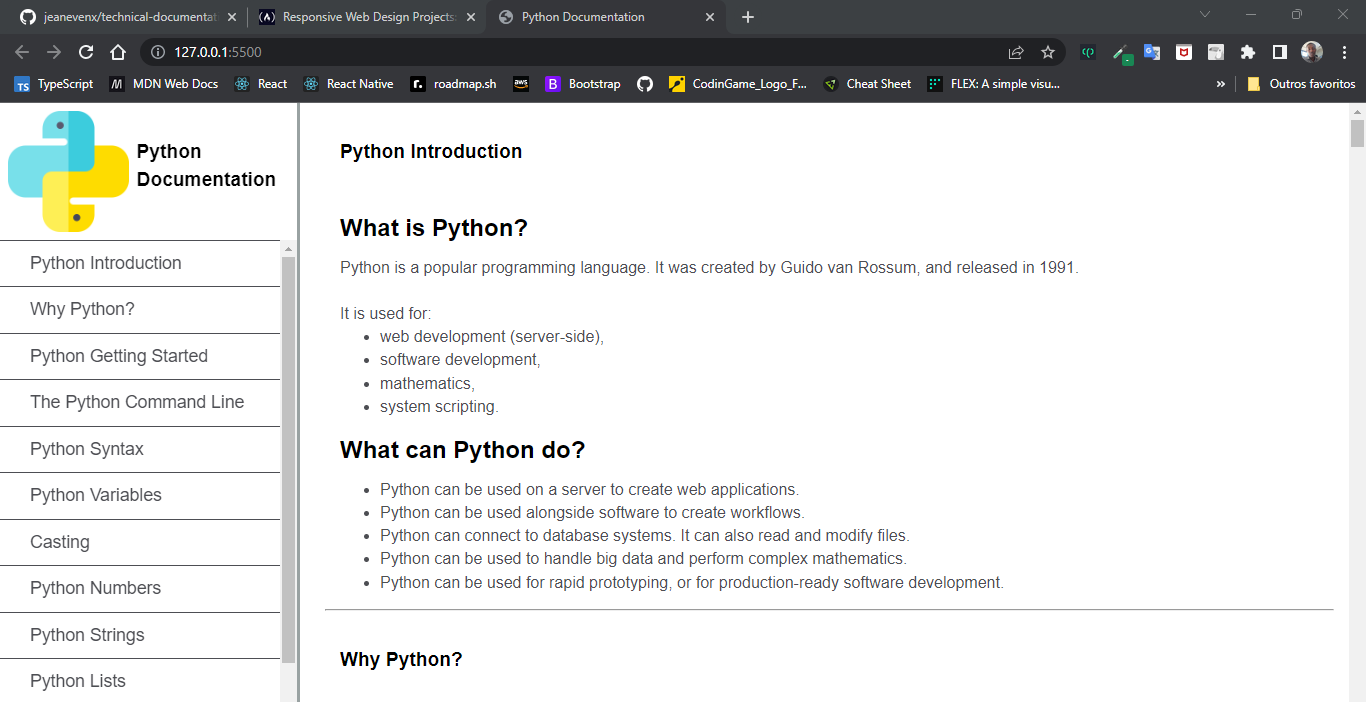 jeanevenx/technical-documentat
Responsive Web Design Projects
Python Documentation
127.0.0.1:5500
TypeScript
MDN Web Docs
React
React Native
roadmap.sh
aws
Bootstrap
CodingGame_Logo_F...
Cheat Sheet
FLEX: A simple visu...
»
Outros favoritos
Python
Documentation
Python Introduction
Why Python?
Python Getting Started
The Python Command Line
Python Syntax
Python Variables
Casting
Python Numbers
Python Strings
Python Lists
Python Introduction
What is Python?
Python is a popular programming language. It was created by Guido van Rossum, and released in 1991.
It is used for:
• web development (server-side),
• software development,
• mathematics,
• system scripting.
What can Python do?
• Python can be used on a server to create web applications.
• Python can be used alongside software to create workflows.
• Python can connect to database systems. It can also read and modify files.
• Python can be used to handle big data and perform complex mathematics.
• Python can be used for rapid prototyping, or for production-ready software development.
Why Python?